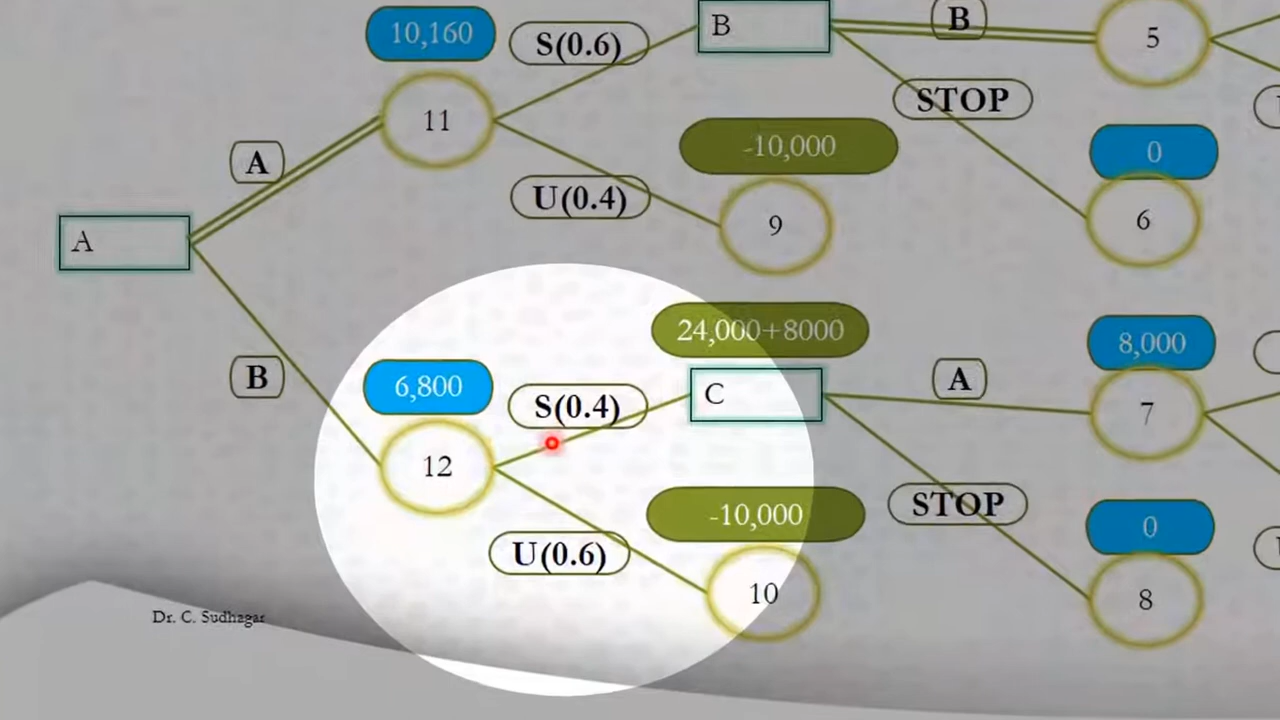 10,160
S(0.6)
B
B
5
11
STOP
A
-10,000
0
U(0.4)
9
6
A
24,000+8000
8,000
B
6,800
S(0.4)
C
A
7
12
STOP
-10,000
0
U(0.6)
10
8
Dr. C. Sudhagar